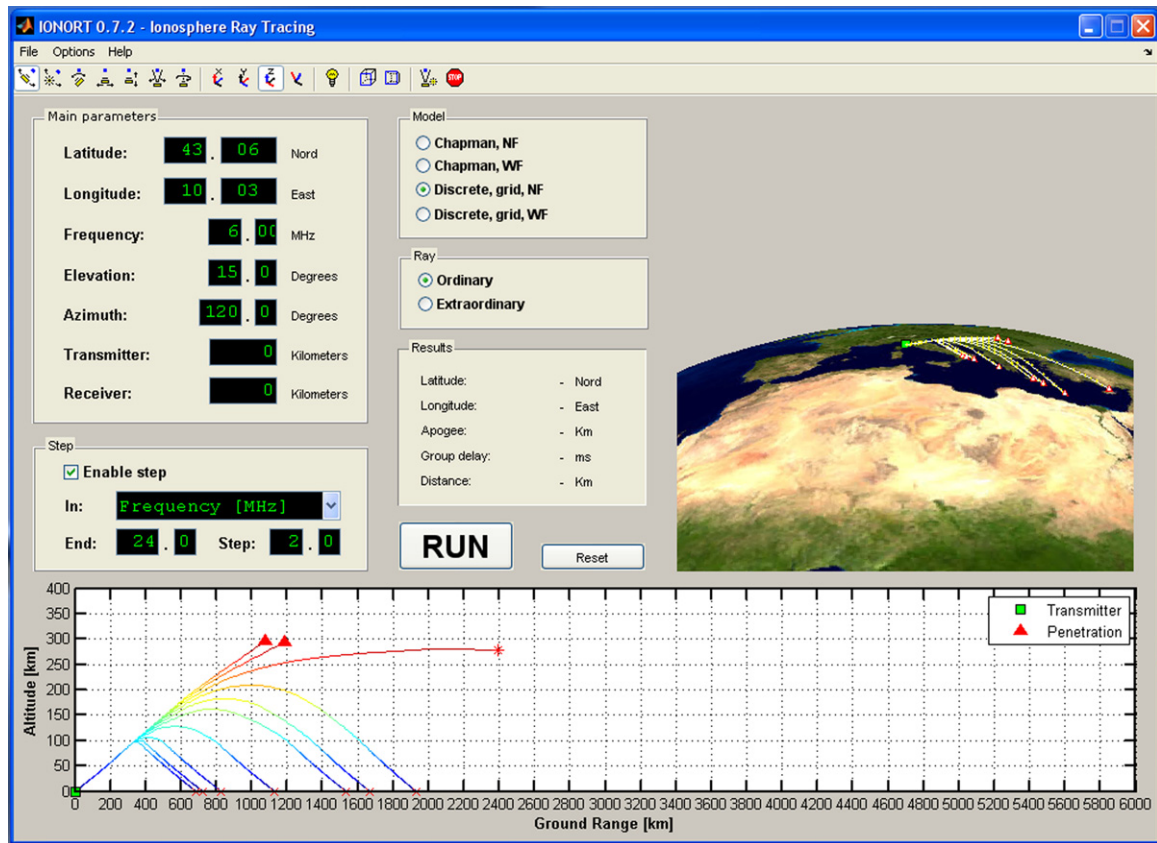 IONORT 0.7.2 - Ionosphere Ray Tracing
File Options Help
STOP
Main parameters
Latitude: 43 . 06 Nord
Longitude: 10 . 03 East
Frequency: 6 . 00 MHz
Elevation: 15 . 0 Degrees
Azimuth: 120 . 0 Degrees
Transmitter: 0 Kilometers
Receiver: 0 Kilometers
Step
Enable step
In: Frequency [MHz]
End: 24 . 0 Step: 2 . 0
Model
Chapman, NF
Chapman, WF
Discrete, grid, NF
Discrete, grid, WF
Ray
Ordinary
Extraordinary
Results
Latitude: - Nord
Longitude: - East
Apogee: - Km
Group delay: - ms
Distance: - Km
RUN
Reset
400
350
300
250
200
150
100
50
0
Altitude [km]
Transmitter
Penetration
0 200 400 600 800 1000 1200 1400 1600 1800 2000 2200 2400 2600 2800 3000 3200 3400 3600 3800 4000 4200 4400 4600 4800 5000 5200 5400 5600 5800 6000
Ground Range [km]